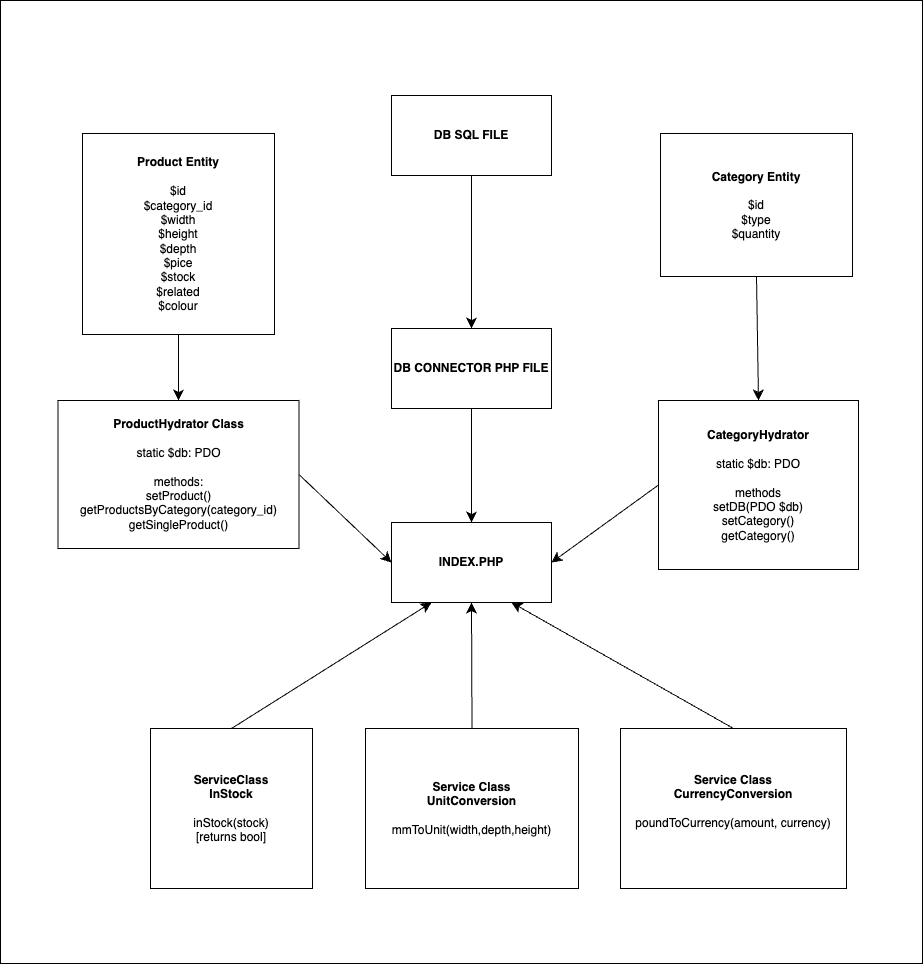 DB SQL FILE
Product Entity
$id
$category_id
$width
$height
$depth
$pice
$stock
$related
$colour
Category Entity
$id
$type
$quantity
DB CONNECTOR PHP FILE
ProductHydrator Class
static $db: PDO
methods:
setProduct()
getProductsByCategory(category_id)
getSingleProduct()
CategoryHydrator
static $db: PDO
methods
setDB(PDO $db)
setCategory()
getCategory()
INDEX.PHP
ServiceClass
InStock
inStock(stock)
[returns bool]
Service Class
UnitConversion
mmToUnit(width,depth,height)
Service Class
CurrencyConversion
poundToCurrency(amount, currency)